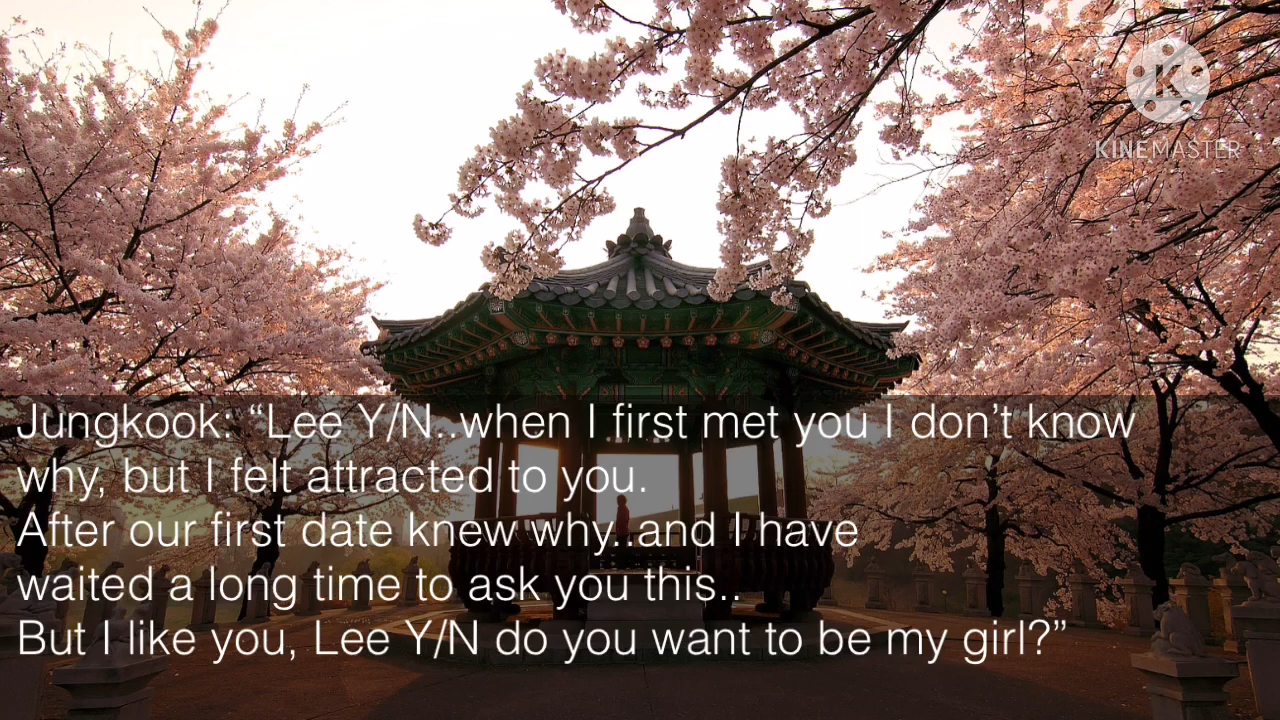 KINEMASTER
Jungkook: “Lee Y/N..when I first met you I don’t know
why, but I felt attracted to you.
After our first date knew why..and I have
waited a long time to ask you this..
But I like you, Lee Y/N do you want to be my girl?”